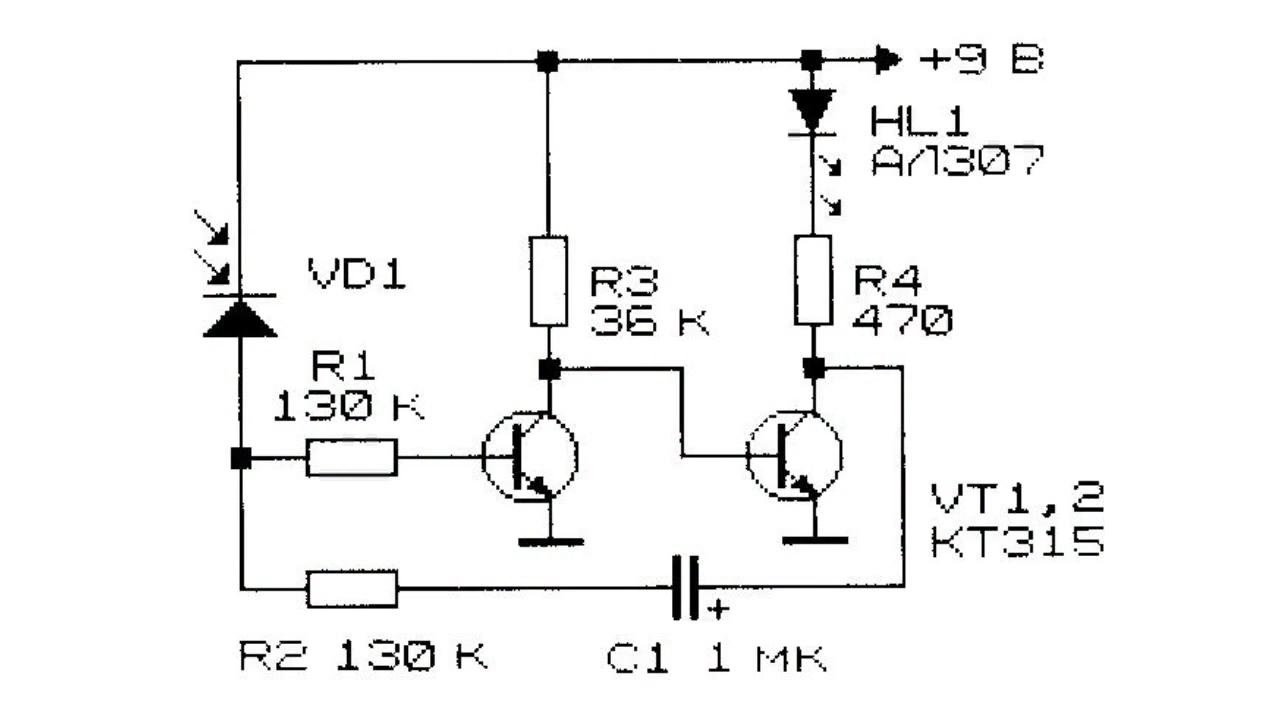 +9 В
HL1
АЛ307
VD1
R3
36 К
R4
470
R1
130 К
VT1,2
КТ315
+
R2 130 К
C1 1 МК